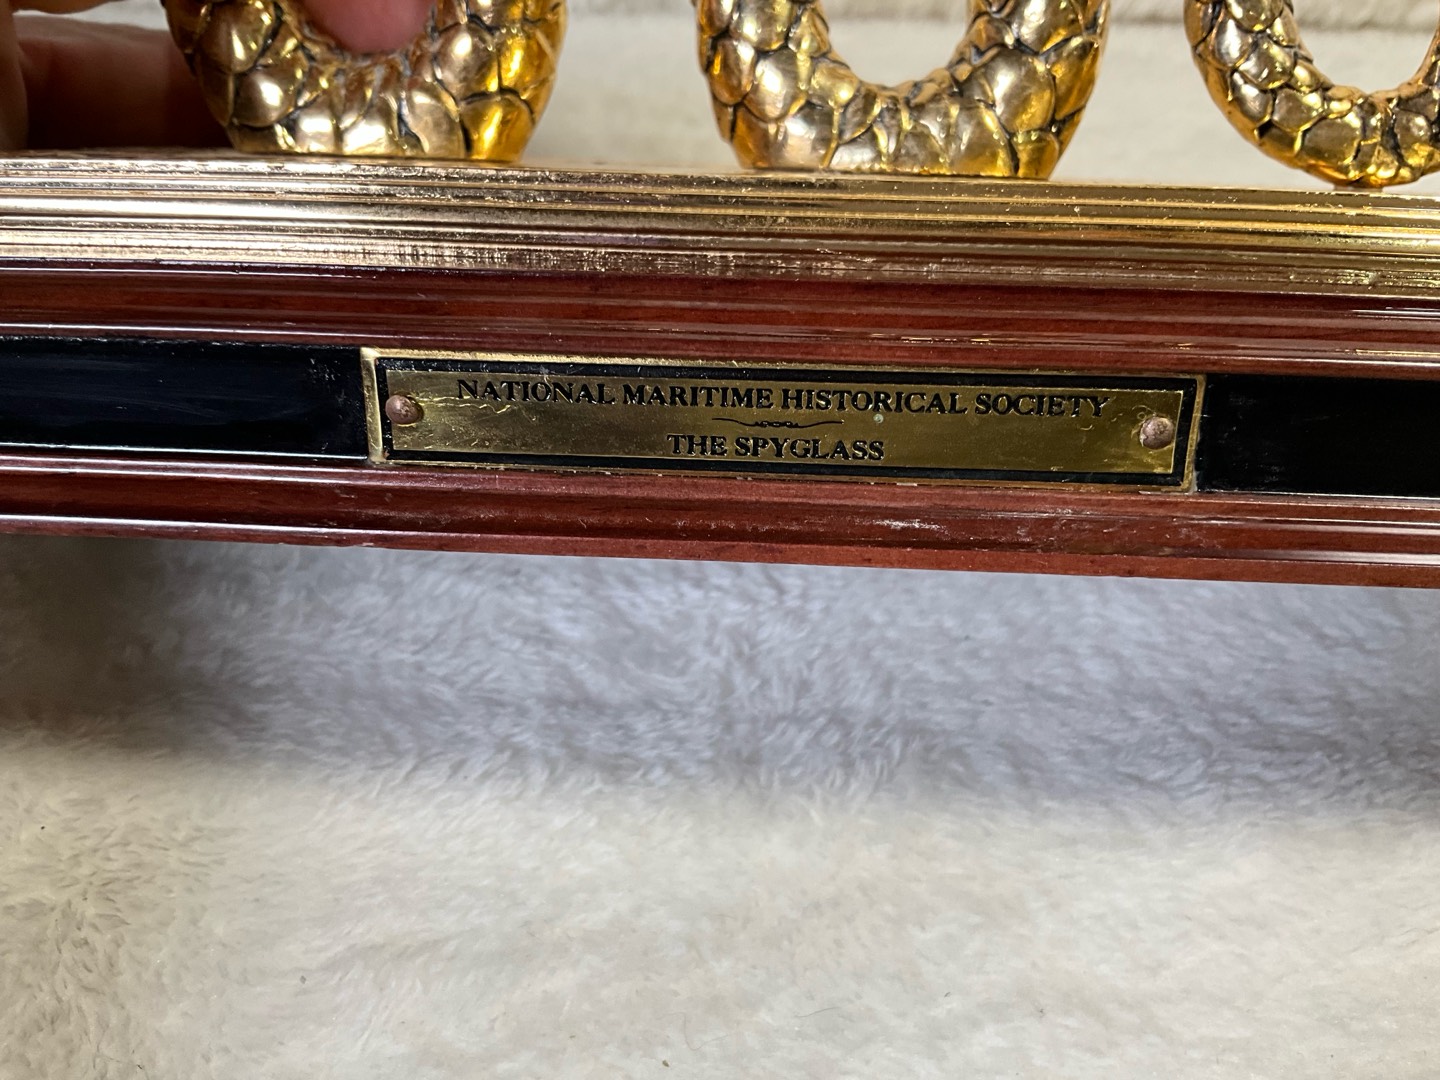 NATIONAL MARITIME HISTORICAL SOCIETY
THE SPYGLASS